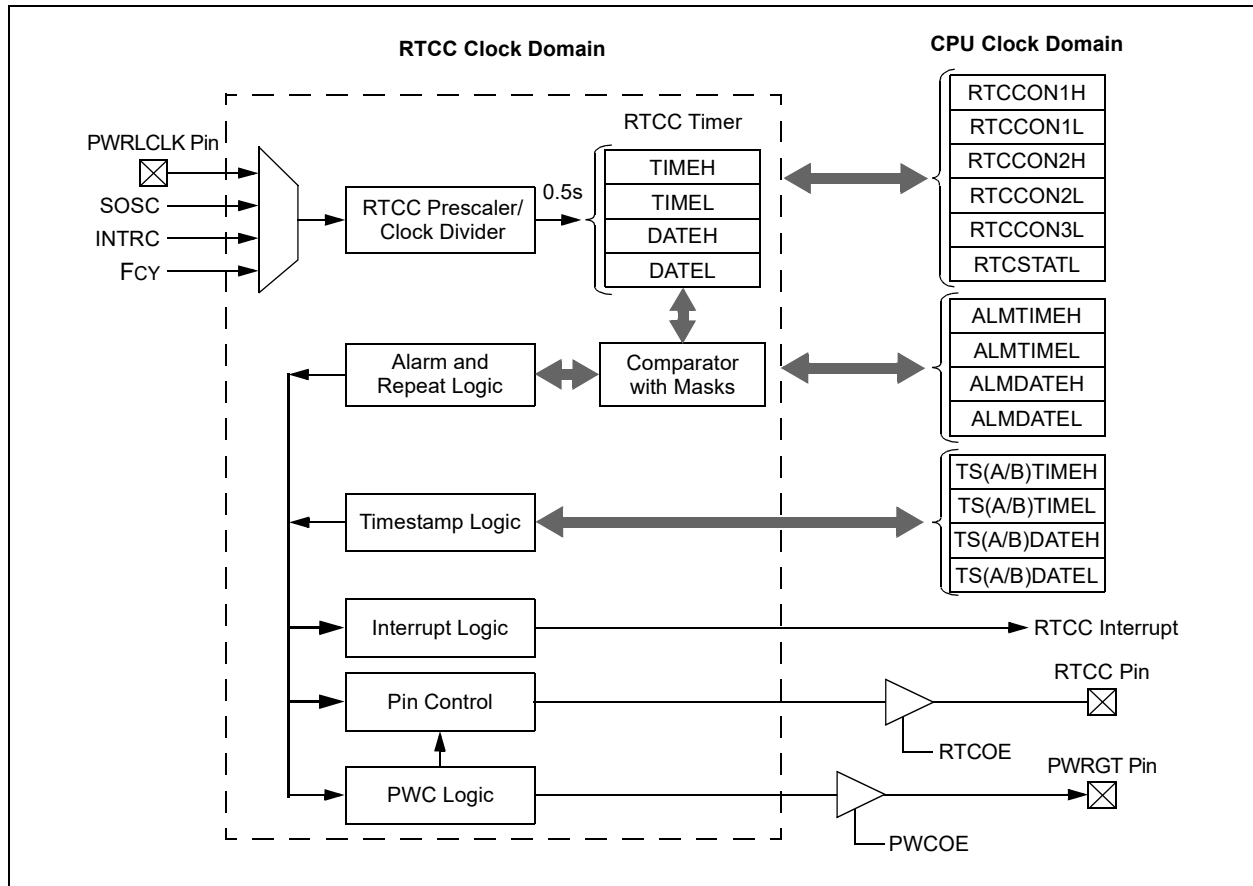 RTCC Clock Domain
CPU Clock Domain
PWRLCLK Pin
SOSC
INTRC
FCY
RTCC Prescaler/
Clock Divider
0.5s
RTCC Timer
TIMEH
TIMEL
DATEH
DATEL
RTCCON1H
RTCCON1L
RTCCON2H
RTCCON2L
RTCCON3L
RTCSTATL
Alarm and
Repeat Logic
Comparator
with Masks
ALMTIMEH
ALMTIMEL
ALMDATEH
ALMDATEL
Timestamp Logic
TS(A/B)TIMEH
TS(A/B)TIMEL
TS(A/B)DATEH
TS(A/B)DATEL
Interrupt Logic
RTCC Interrupt
Pin Control
RTCC Pin
RTCOE
PWC Logic
PWRGT Pin
PWCOE